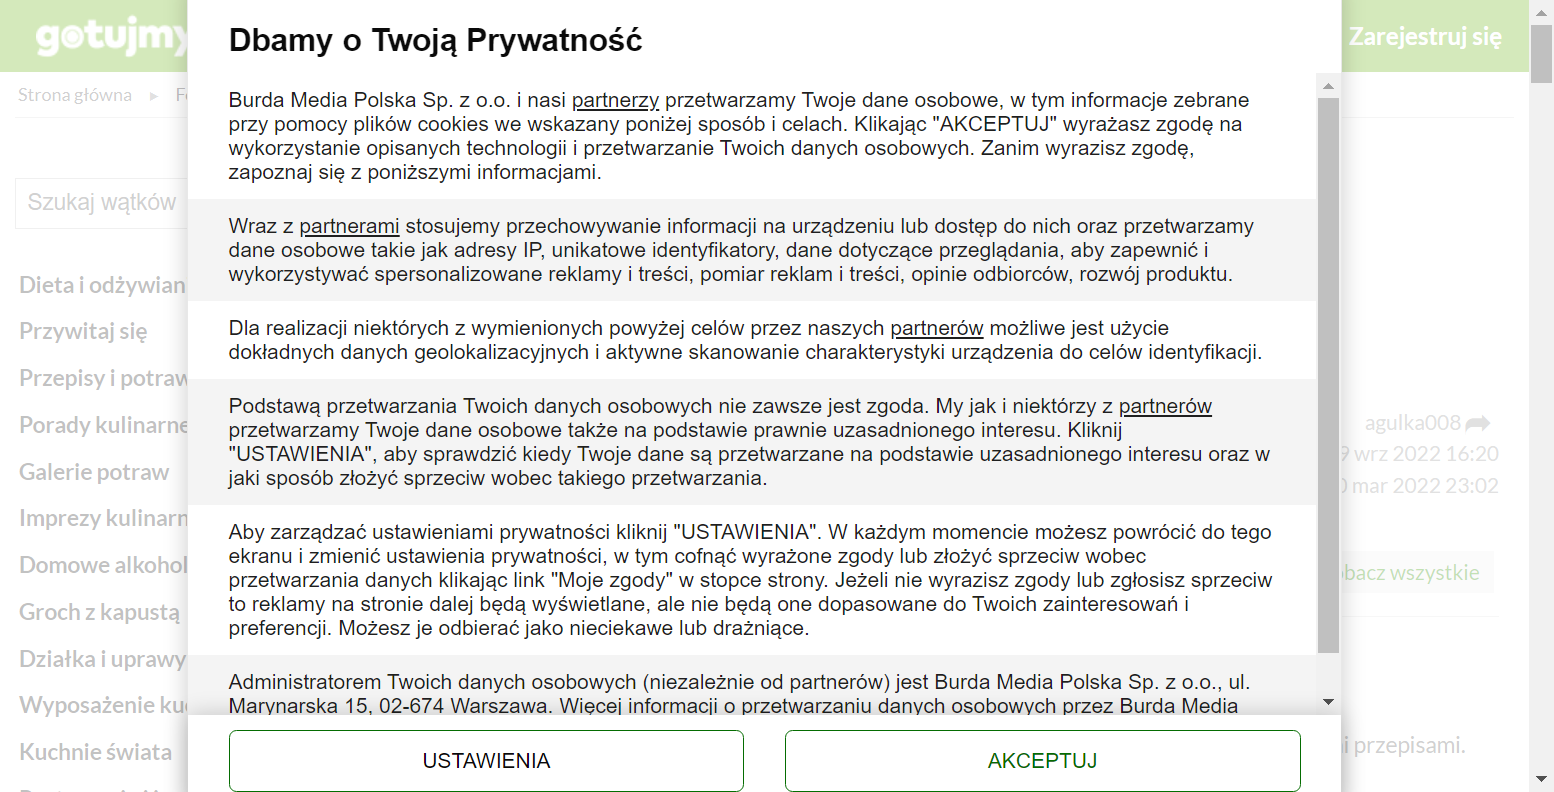 gotujmy
Zarejestruj się
Strona główna
Szukaj wątków
Dieta i odżywian
Przywitaj się
Przepisy i potraw
Porady kulinarne
Galerie potraw
Imprezy kulinarn
Domowe alkohol
Groch z kapustą
Działka i uprawy
Wyposażenie ku
Kuchnie świata
Dbamy o Twoją Prywatność
Burda Media Polska Sp. z o.o. i nasi partnerzy przetwarzamy Twoje dane osobowe, w tym informacje zebrane
przy pomocy plików cookies we wskazany poniżej sposób i celach. Klikając "AKCEPTUJ" wyrażasz zgodę na
wykorzystanie opisanych technologii i przetwarzanie Twoich danych osobowych. Zanim wyrazisz zgodę,
zapoznaj się z poniższymi informacjami.
Wraz z partnerami stosujemy przechowywanie informacji na urządzeniu lub dostęp do nich oraz przetwarzamy
dane osobowe takie jak adresy IP, unikatowe identyfikatory, dane dotyczące przeglądania, aby zapewnić i
wykorzystywać spersonalizowane reklamy i treści, pomiar reklam i treści, opinie odbiorców, rozwój produktu.
Dla realizacji niektórych z wymienionych powyżej celów przez naszych partnerów możliwe jest użycie
dokładnych danych geolokalizacyjnych i aktywne skanowanie charakterystyki urządzenia do celów identyfikacji.
Podstawą przetwarzania Twoich danych osobowych nie zawsze jest zgoda. My jak i niektórzy z partnerów
przetwarzamy Twoje dane osobowe także na podstawie prawnie uzasadnionego interesu. Kliknij
"USTAWIENIA", aby sprawdzić kiedy Twoje dane są przetwarzane na podstawie uzasadnionego interesu oraz w
jaki sposób złożyć sprzeciw wobec takiego przetwarzania.
Aby zarządzać ustawieniami prywatności kliknij "USTAWIENIA". W każdym momencie możesz powrócić do tego
ekranu i zmienić ustawienia prywatności, w tym cofnąć wyrażone zgody lub złożyć sprzeciw wobec
przetwarzania danych klikając link "Moje zgody" w stopce strony. Jeżeli nie wyrazisz zgody lub zgłosisz sprzeciw
to reklamy na stronie dalej będą wyświetlane, ale nie będą one dopasowane do Twoich zainteresowań i
preferencji. Możesz je odbierać jako nieciekawe lub drażniące.
Administratorem Twoich danych osobowych (niezależnie od partnerów) jest Burda Media Polska Sp. z o.o., ul.
Marynarska 15, 02-674 Warszawa. Więcej informacji o przetwarzaniu danych osobowych przez Burda Media
USTAWIENIA
AKCEPTUJ
agulka008
9 wrz 2022 16:20
0 mar 2022 23:02
bacz wszystkie
i przepisami.